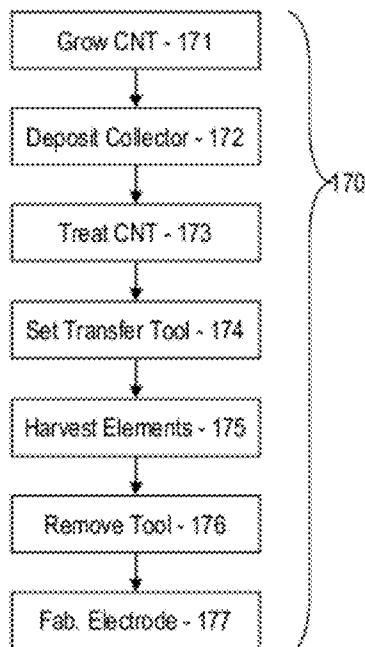 Grow CNT - 171
Deposit Collector - 172
Treat CNT - 173
170
Set Transfer Tool - 174
Harvest Elements - 175
Remove Tool - 176
Fab. Electrode - 177